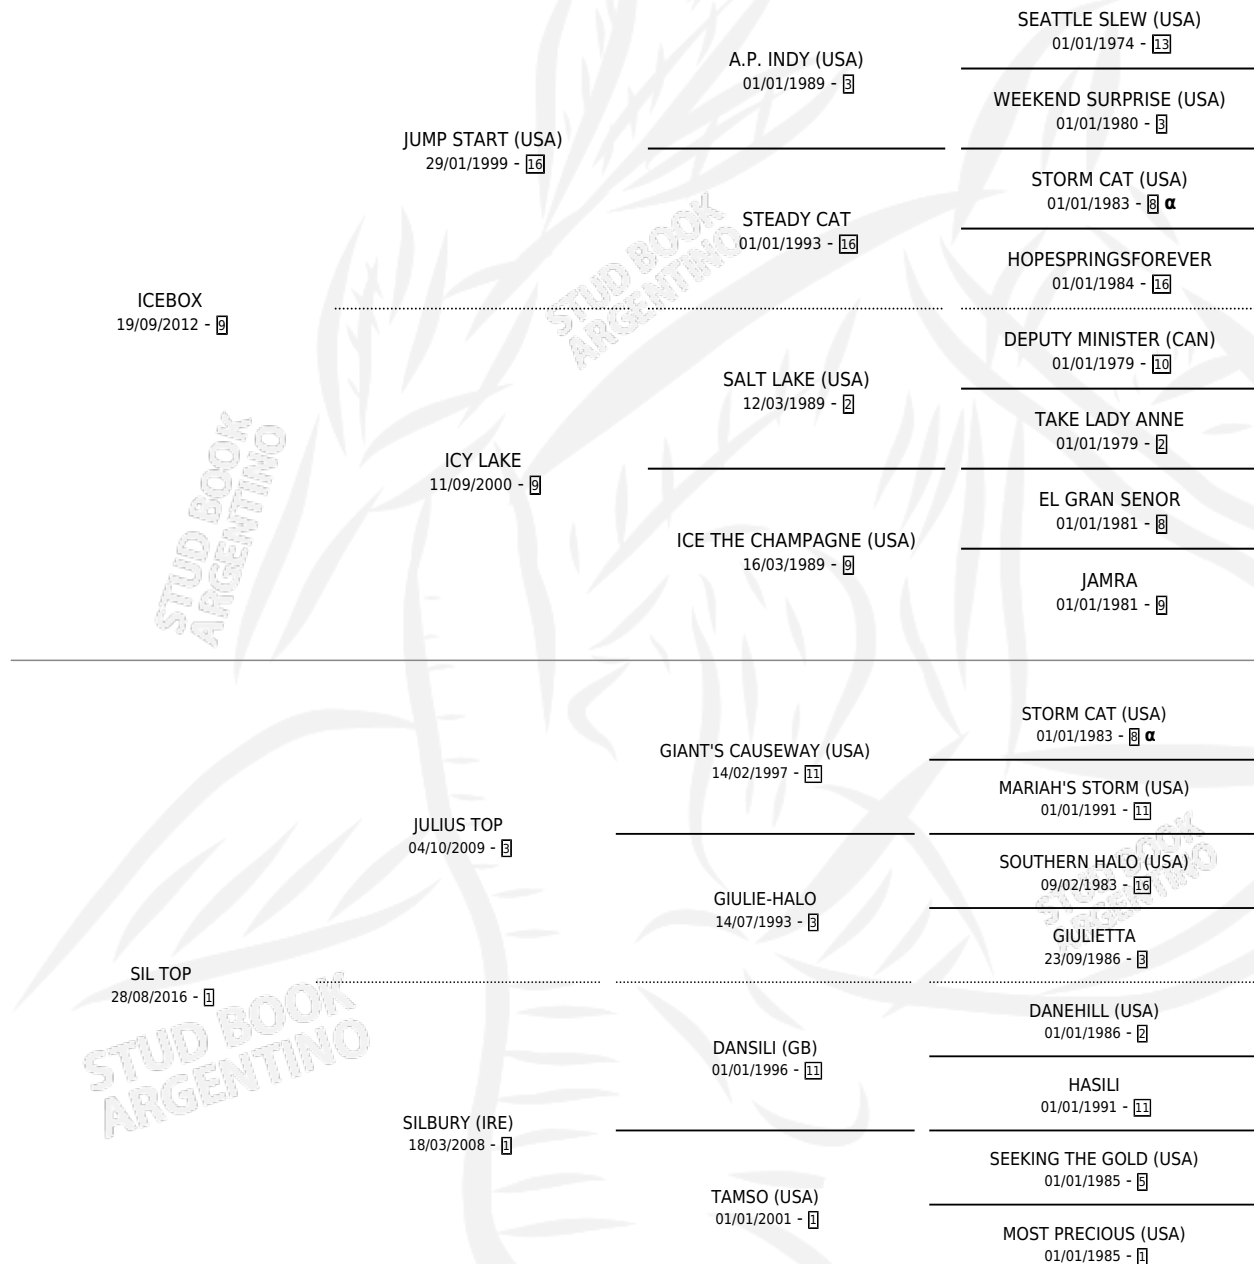 SEATTLE SLEW (USA)
01/01/1974 - 13
A.P. INDY (USA)
01/01/1989 - 3
WEEKEND SURPRISE (USA)
01/01/1980 - 3
JUMP START (USA)
29/01/1999 - 16
STORM CAT (USA)
01/01/1983 - 8 α
STEADY CAT
01/01/1993 - 16
HOPESPRINGSFOREVER
01/01/1984 - 16
ICEBOX
19/09/2012 - 9
DEPUTY MINISTER (CAN)
01/01/1979 - 10
SALT LAKE (USA)
12/03/1989 - 2
TAKE LADY ANNE
01/01/1979 - 2
ICY LAKE
11/09/2000 - 9
EL GRAN SENOR
01/01/1981 - 8
ICE THE CHAMPAGNE (USA)
16/03/1989 - 9
JAMRA
01/01/1981 - 9
STORM CAT (USA)
01/01/1983 - 8 α
GIANT'S CAUSEWAY (USA)
14/02/1997 - 11
MARIAH'S STORM (USA)
01/01/1991 - 11
JULIUS TOP
04/10/2009 - 3
SOUTHERN HALO (USA)
09/02/1983 - 16
GIULIE-HALO
14/07/1993 - 3
GIULIETTA
23/09/1986 - 3
SIL TOP
28/08/2016 - 1
DANEHILL (USA)
01/01/1986 - 2
DANSILI (GB)
01/01/1996 - 11
HASILI
01/01/1991 - 11
SILBURY (IRE)
18/03/2008 - 1
SEEKING THE GOLD (USA)
01/01/1985 - 5
TAMSO (USA)
01/01/2001 - 1
MOST PRECIOUS (USA)
01/01/1985 - 1
STUD BOOK
ARGENTINO
STUD BOOK
ARGENTINO
STUD BOOK
ARGENTINO
STUD BOOK
ARGENTINO